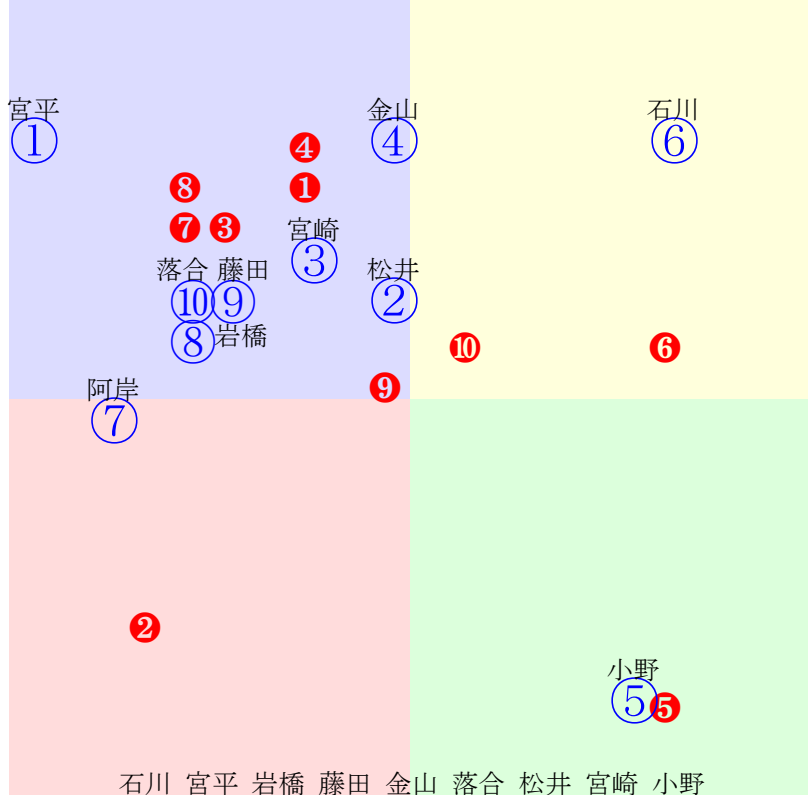 宮平 金山 石川
① ④ ⑥
❹
❽ ❶
❼ ❸ 宮崎
③
落合 藤田 松井
⑩ ⑨ ②
⑧ 岩橋
❿ ❻
阿岸 ❾
⑦
❷
小野
⑤ ❺
石川 宮平 岩橋 藤田 金山 落合 松井 宮崎 小野